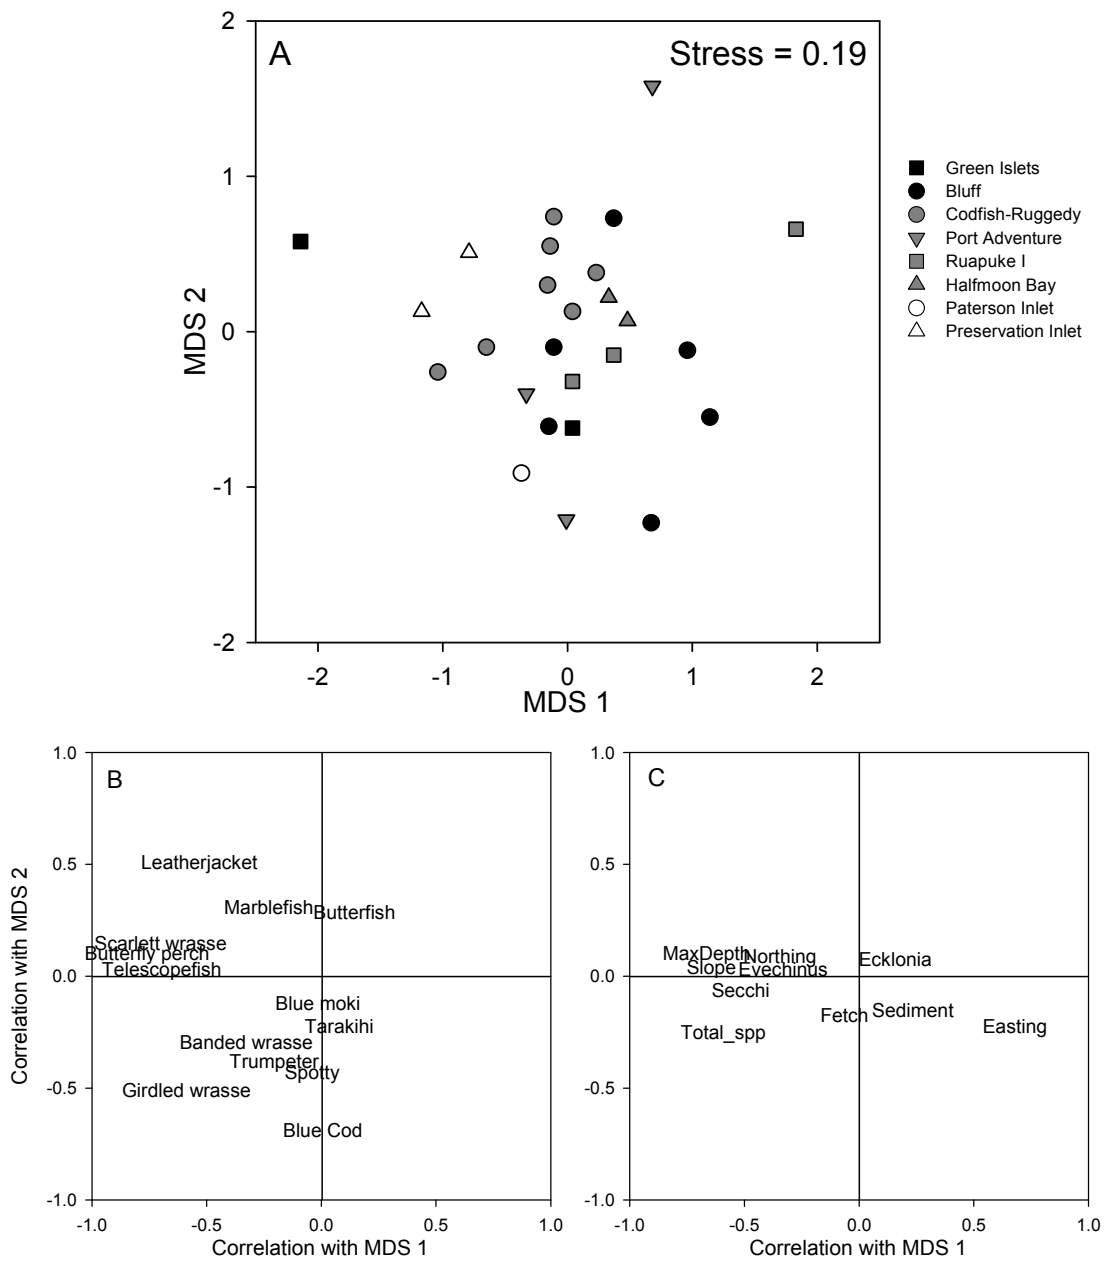 2
A
Stress = 0.19
1
0
-1
-2
MDS 2
-2
-1
0
1
2
MDS 1
Green Islets
Bluff
Codfish-Ruggedy
Port Adventure
Ruapuke I
Halfmoon Bay
Paterson Inlet
Preservation Inlet
1.0
B
0.5
0.0
-0.5
-1.0
Correlation with MDS 2
Leatherjacket
Marblefish
Butterfish
Scarlett wrasse
Butterfly perch
Telescopefish
Blue moki
Tarakihi
Banded wrasse
Trumpeter
Spotty
Girdled wrasse
Blue Cod
-1.0
-0.5
0.0
0.5
1.0
Correlation with MDS 1
1.0
C
0.5
0.0
-0.5
-1.0
MaxDepth
Northing
Ecklonia
Slope
Evechinus
Secchi
Fetch
Sediment
Total_spp
Easting
-1.0
-0.5
0.0
0.5
1.0
Correlation with MDS 1